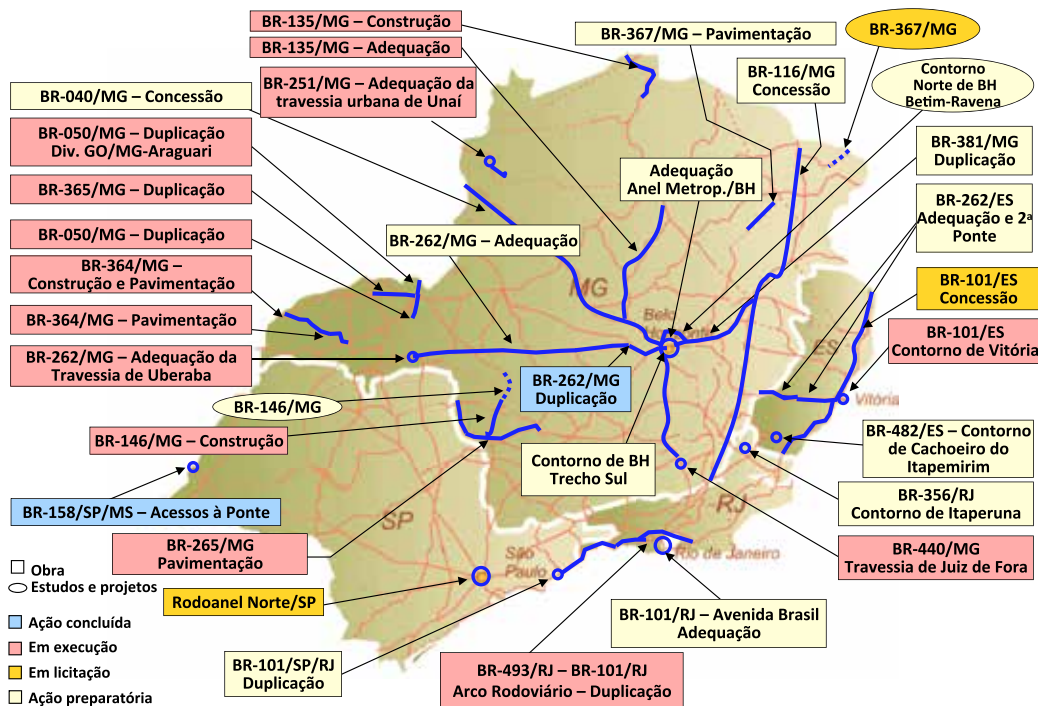 BR-135/MG – Construção
BR-135/MG – Adequação
BR-251/MG – Adequação da
travessia urbana de Unaí
BR-040/MG – Concessão
BR-050/MG – Duplicação
Div. GO/MG-Araguari
BR-365/MG – Duplicação
BR-050/MG – Duplicação
BR-364/MG –
Construção e Pavimentação
BR-364/MG – Pavimentação
BR-262/MG – Adequação da
Travessia de Uberaba
BR-146/MG
BR-146/MG – Construção
BR-158/SP/MS – Acessos à Ponte
BR-265/MG
Pavimentação
Rodoanel Norte/SP
BR-101/SP/RJ
Duplicação
BR-493/RJ – BR-101/RJ
Arco Rodoviário – Duplicação
BR-101/RJ – Avenida Brasil
Adequação
BR-440/MG
Travessia de Juiz de Fora
BR-356/RJ
Contorno de Itaperuna
BR-482/ES – Contorno
de Cachoeiro do
Itapemirim
BR-101/ES
Contorno de Vitória
BR-101/ES
Concessão
BR-262/ES
Adequação e 2ª
Ponte
BR-381/MG
Duplicação
Contorno
Norte de BH
Betim-Ravena
BR-367/MG
BR-116/MG
Concessão
BR-367/MG – Pavimentação
Adequação
Anel Metrop./BH
BR-262/MG – Adequação
BR-262/MG
Duplicação
Contorno de BH
Trecho Sul
MG
ES
Vitória
SP
RJ
São
Paulo
Rio de Janeiro
Obra
Estudos e projetos
Ação concluída
Em execução
Em licitação
Ação preparatória